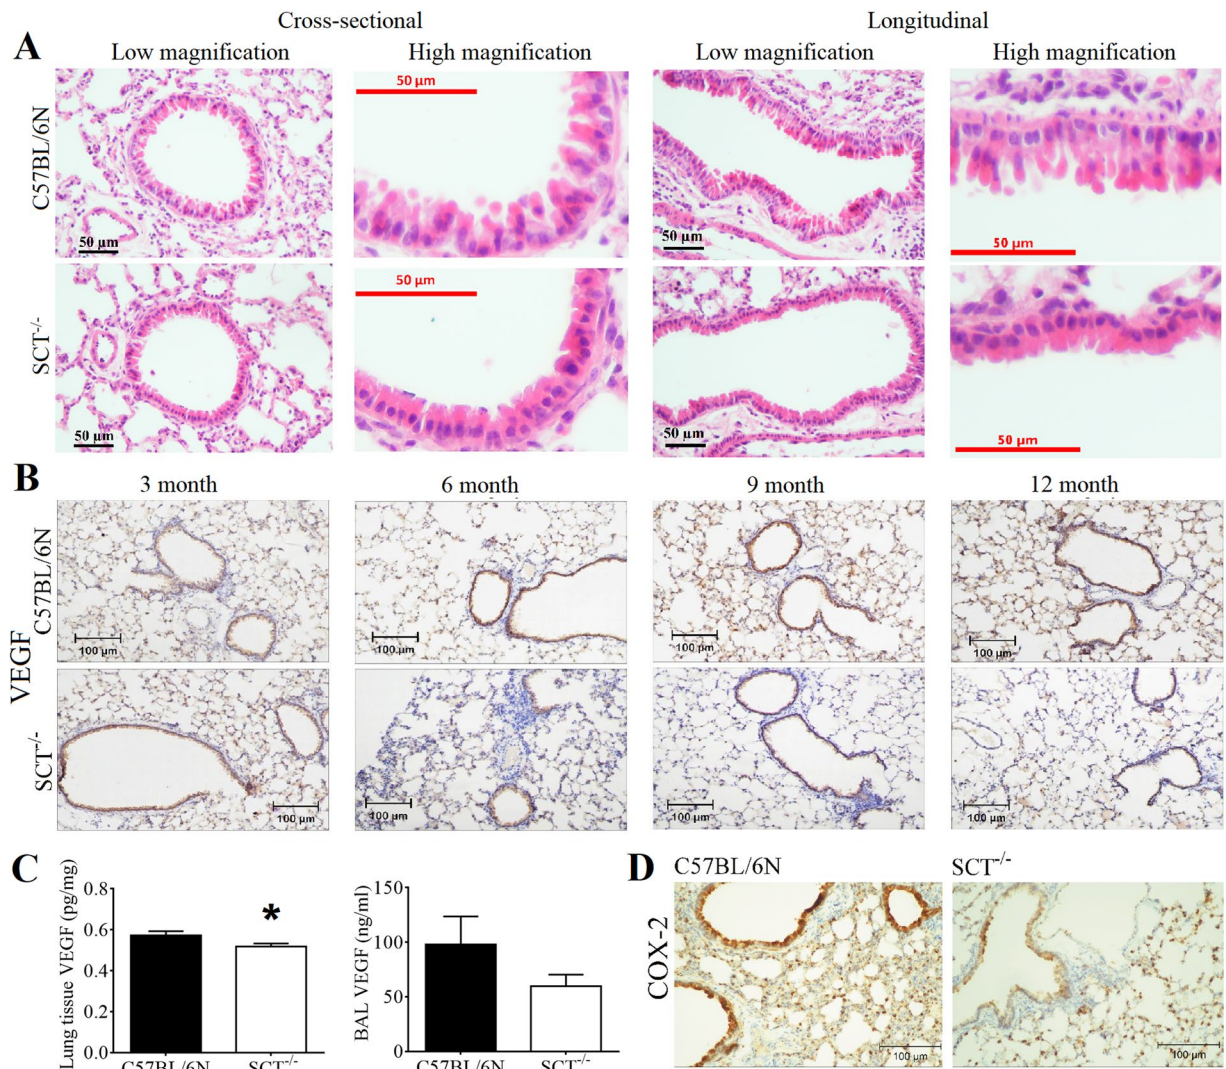 Cross-sectional Longitudinal
A Low magnification High magnification Low magnification High magnification
C57BL/6N
50 µm 50 µm 50 µm 50 µm
SCT-/-
50 µm 50 µm 50 µm 50 µm
B 3 month 6 month 9 month 12 month
VEGF
C57BL/6N
100 µm 100 µm 100 µm 100 µm
SCT-/-
100 µm 100 µm 100 µm 100 µm
C
Lung tissue VEGF (pg/mg)
0.8
0.6
0.4
0.2
0.0
*
C57BL/6N SCT-/-
BAL VEGF (ng/ml)
150
100
50
0
C57BL/6N SCT-/-
D C57BL/6N SCT-/-
COX-2
100 µm 100 µm